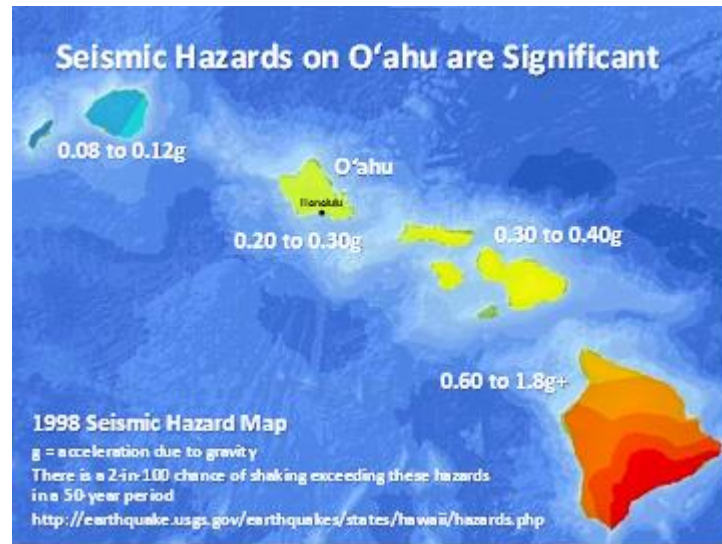 Seismic Hazards on Oʻahu are Significant
0.08 to 0.12g
Oʻahu
Honolulu
0.20 to 0.30g
0.30 to 0.40g
0.60 to 1.8g+
1998 Seismic Hazard Map
g = acceleration due to gravity
There is a 2-in-100 chance of shaking exceeding these hazards
in a 50-year period
http://earthquake.usgs.gov/earthquakes/states/hawaii/hazards.php